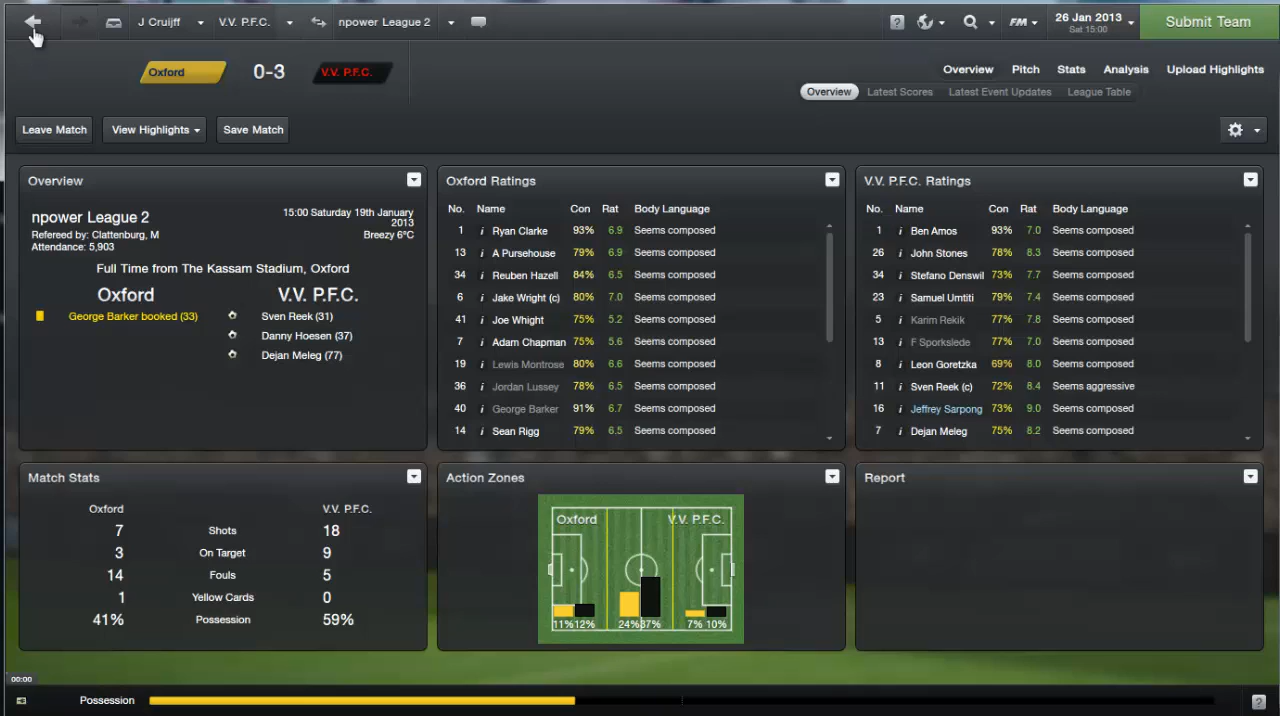 J Cruijff V.V. P.F.C. npower League 2 ? FM 26 Jan 2013 Submit Team
Sat 15:00
Oxford 0-3 V.V. P.F.C. Overview Pitch Stats Analysis Upload Highlights
Overview Latest Scores Latest Event Updates League Table
Leave Match View Highlights Save Match
Overview
npower League 2 15:00 Saturday 19th January
2013
Refereed by: Clattenburg, M Breezy 6°C
Attendance: 5,903
Full Time from The Kassam Stadium, Oxford
Oxford V.V. P.F.C.
George Barker booked (33) Sven Reek (31)
Danny Hoesen (37)
Dejan Meleg (77)
Oxford Ratings
No. Name Con Rat Body Language
1 i Ryan Clarke 93% 6.9 Seems composed
13 i A Pursehouse 79% 6.9 Seems composed
34 i Reuben Hazell 84% 6.5 Seems composed
6 i Jake Wright (c) 80% 7.0 Seems composed
41 i Joe Whight 75% 5.2 Seems composed
7 i Adam Chapman 75% 5.6 Seems composed
19 i Lewis Montrose 80% 6.6 Seems composed
36 i Jordan Lussey 78% 6.5 Seems composed
40 i George Barker 91% 6.7 Seems composed
14 i Sean Rigg 79% 6.5 Seems composed
V.V. P.F.C. Ratings
No. Name Con Rat Body Language
1 i Ben Amos 93% 7.0 Seems composed
26 i John Stones 78% 8.3 Seems composed
34 i Stefano Denswil 73% 7.7 Seems composed
23 i Samuel Umtiti 79% 7.4 Seems composed
5 i Karim Rekik 77% 7.8 Seems composed
13 i F Sporkslede 77% 7.0 Seems composed
8 i Leon Goretzka 69% 8.0 Seems composed
11 i Sven Reek (c) 72% 8.4 Seems aggressive
16 i Jeffrey Sarpong 73% 9.0 Seems composed
7 i Dejan Meleg 75% 8.2 Seems composed
Match Stats
Oxford V.V. P.F.C.
7 Shots 18
3 On Target 9
14 Fouls 5
1 Yellow Cards 0
41% Possession 59%
Action Zones
Oxford V.V. P.F.C.
11% 12% 24% 37% 7% 10%
Report
00:00
Possession ?